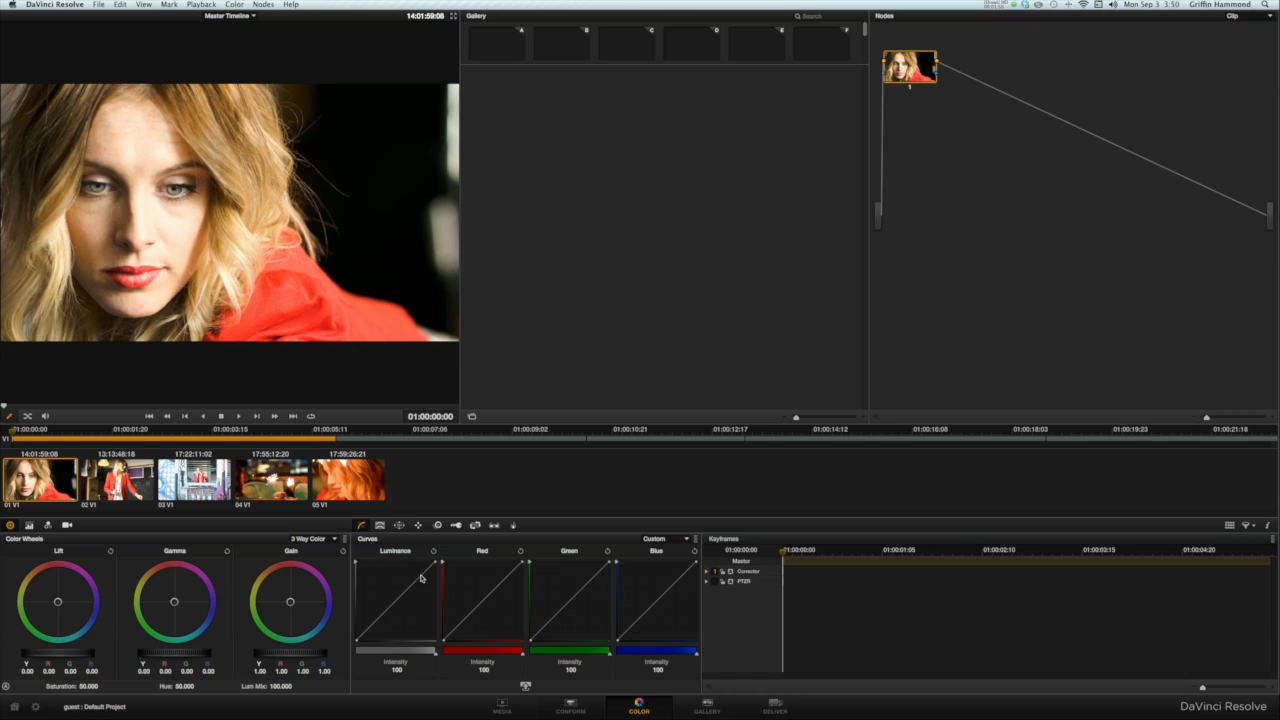 DaVinci Resolve File Edit View Mark Playback Color Nodes Help Mon Sep 3 3:50 Griffin Hammond
Master Timeline 14:01:59:08 Gallery Search Nodes Clip
A B C D E F
1
01:00:00:00
01:00:00:00 01:00:01:20 01:00:03:15 01:00:05:11 01:00:07:06 01:00:09:02 01:00:10:21 01:00:12:17 01:00:14:12 01:00:16:08 01:00:18:03 01:00:19:23 01:00:21:18
V1
14:01:59:08 13:13:48:18 17:22:11:02 17:55:12:20 17:59:26:21
01 V1 02 V1 03 V1 04 V1 05 V1
Color Wheels 3 Way Color Curves Custom Keyframes
Lift Gamma Gain Luminance Red Green Blue 01:00:00:00 01:00:00:00 01:00:01:05 01:00:02:10 01:00:03:15 01:00:04:20
Master
1 Corrector
PTZR
Y R G B Y R G B Y R G B Intensity Intensity Intensity Intensity
0.00 0.00 0.00 0.00 0.00 0.00 0.00 0.00 1.00 1.00 1.00 1.00 100 100 100 100
Saturation: 50.000 Hue: 50.000 Lum Mix: 100.000
guest : Default Project MEDIA CONFORM COLOR GALLERY DELIVER DaVinci Resolve